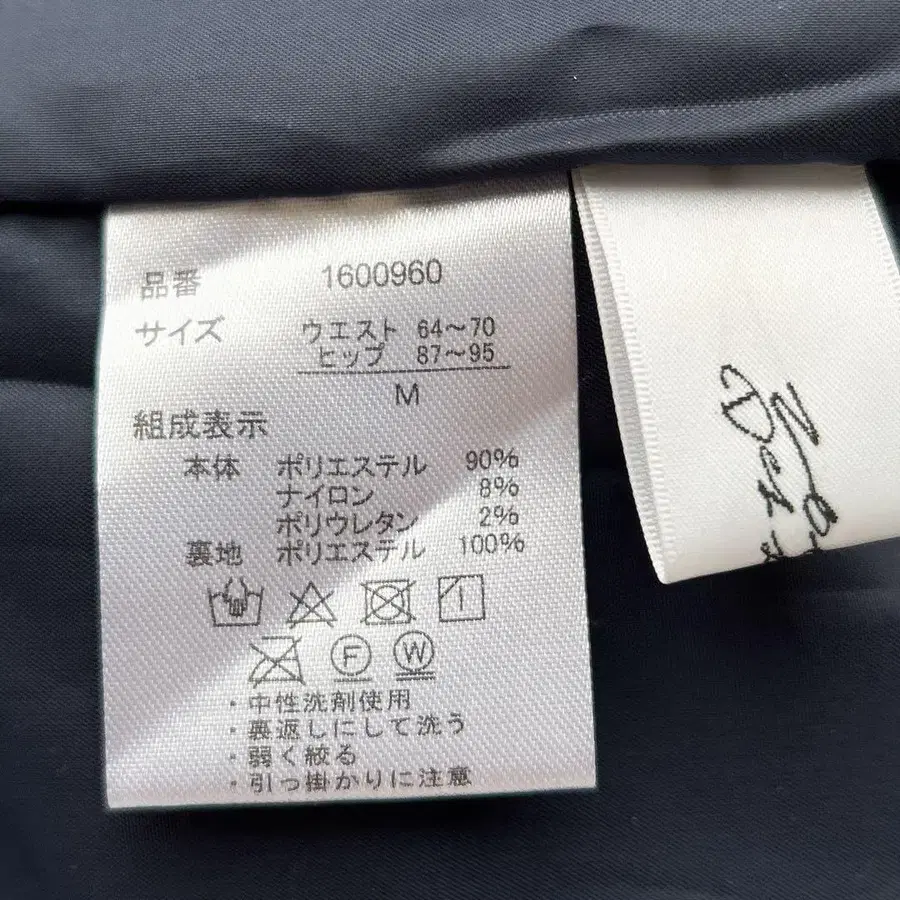 品番 1600960
サイズ ウエスト 64〜70
ヒップ 87〜95
M
組成表示
本体 ポリエステル 90%
ナイロン 8%
ポリウレタン 2%
裏地 ポリエステル 100%
F W
・中性洗剤使用
・裏返しにして洗う
・弱く絞る
・引っ掛かりに注意